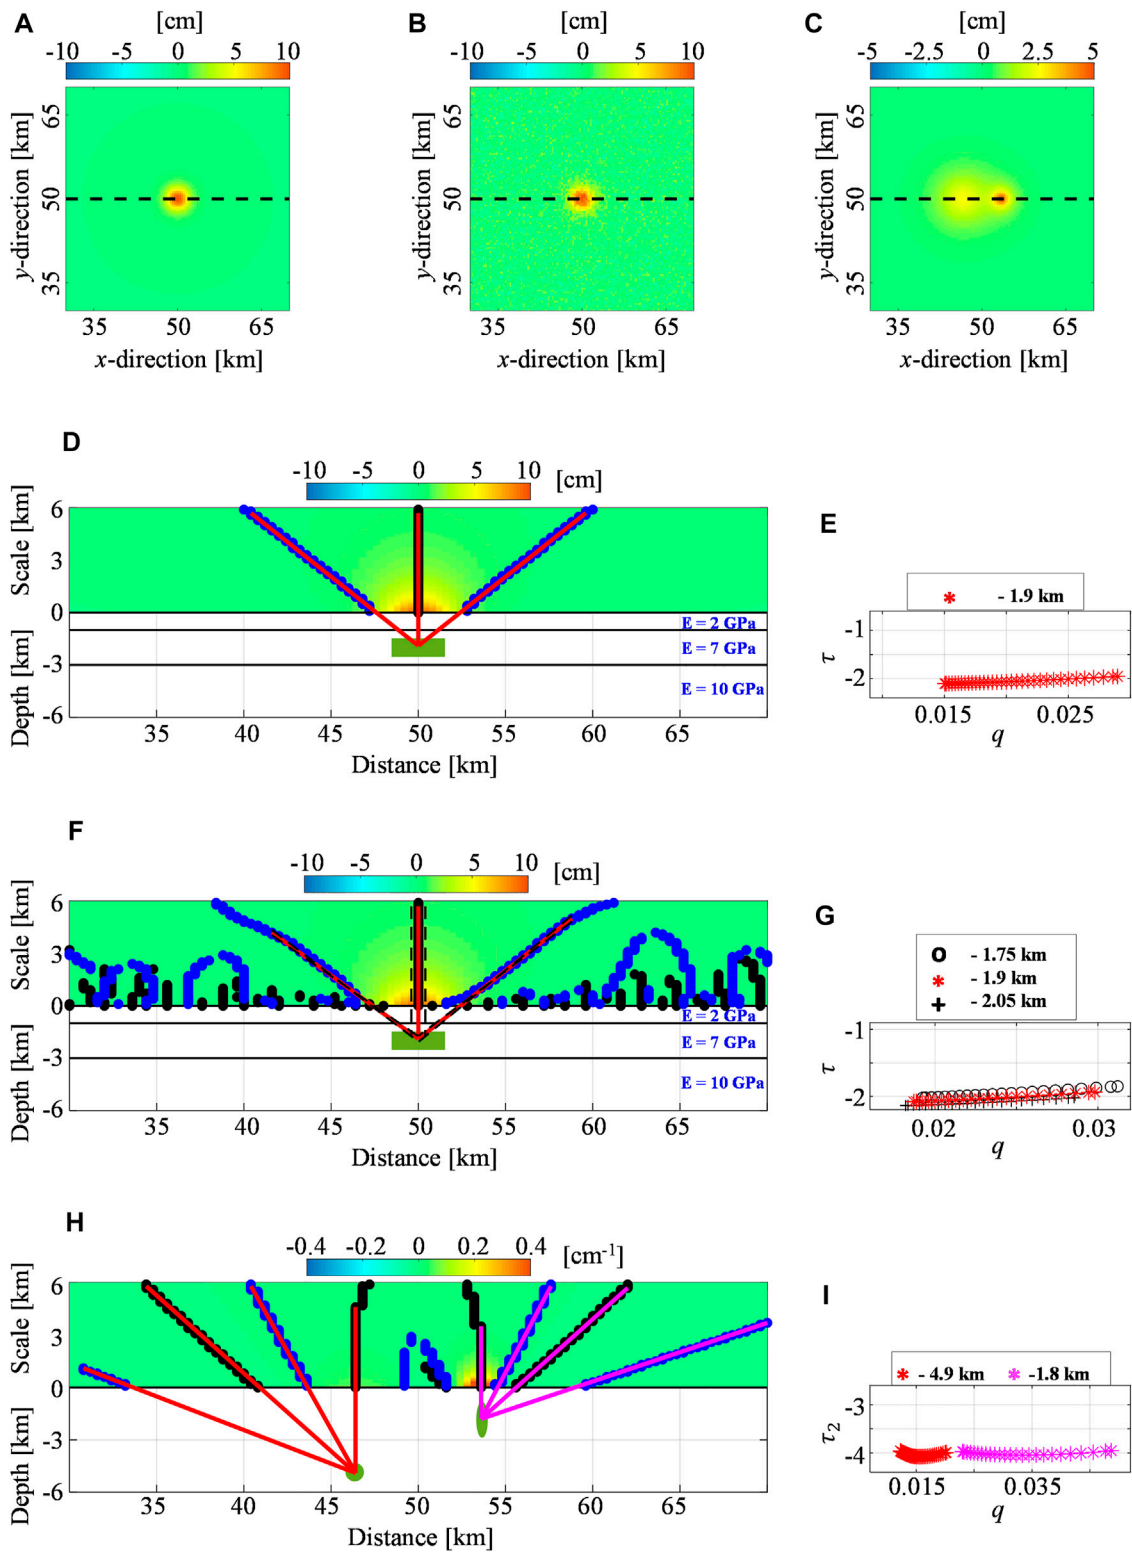 A
[cm]
-10 -5 0 5 10
y-direction [km]
65
50
35
35 50 65
x-direction [km]
B
[cm]
-10 -5 0 5 10
y-direction [km]
65
50
35
35 50 65
x-direction [km]
C
[cm]
-5 -2.5 0 2.5 5
y-direction [km]
65
50
35
35 50 65
x-direction [km]
D
-10 -5 0 5 10 [cm]
Scale [km]
6
3
0
Depth [km]
-3
-6
E = 2 GPa
E = 7 GPa
E = 10 GPa
35 40 45 50 55 60 65
Distance [km]
E
- 1.9 km
τ
-1
-2
0.015 0.025
q
F
-10 -5 0 5 10 [cm]
Scale [km]
6
3
0
Depth [km]
-3
-6
E = 2 GPa
E = 7 GPa
E = 10 GPa
35 40 45 50 55 60 65
Distance [km]
G
- 1.75 km
- 1.9 km
- 2.05 km
τ
-1
-2
0.02 0.03
q
H
-0.4 -0.2 0 0.2 0.4 [cm-1]
Scale [km]
6
3
0
Depth [km]
-3
-6
35 40 45 50 55 60 65
Distance [km]
I
- 4.9 km -1.8 km
τ2
-3
-4
0.015 0.035
q